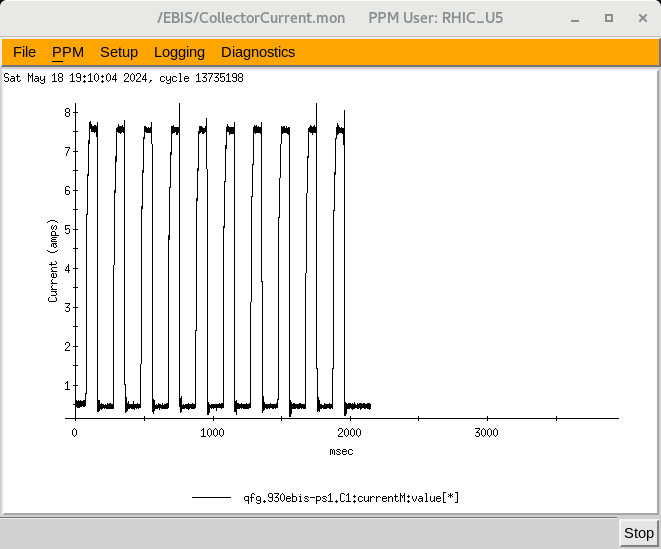 /EBIS/CollectorCurrent.mon PPM User: RHIC_U5
File PPM Setup Logging Diagnostics
Sat May 18 19:10:04 2024, cycle 13735198
8
7
6
5
4
3
2
1
Current (amps)
0 1000 2000 3000
msec
qfg.930ebis-ps1.C1:currentM:value[*]
Stop